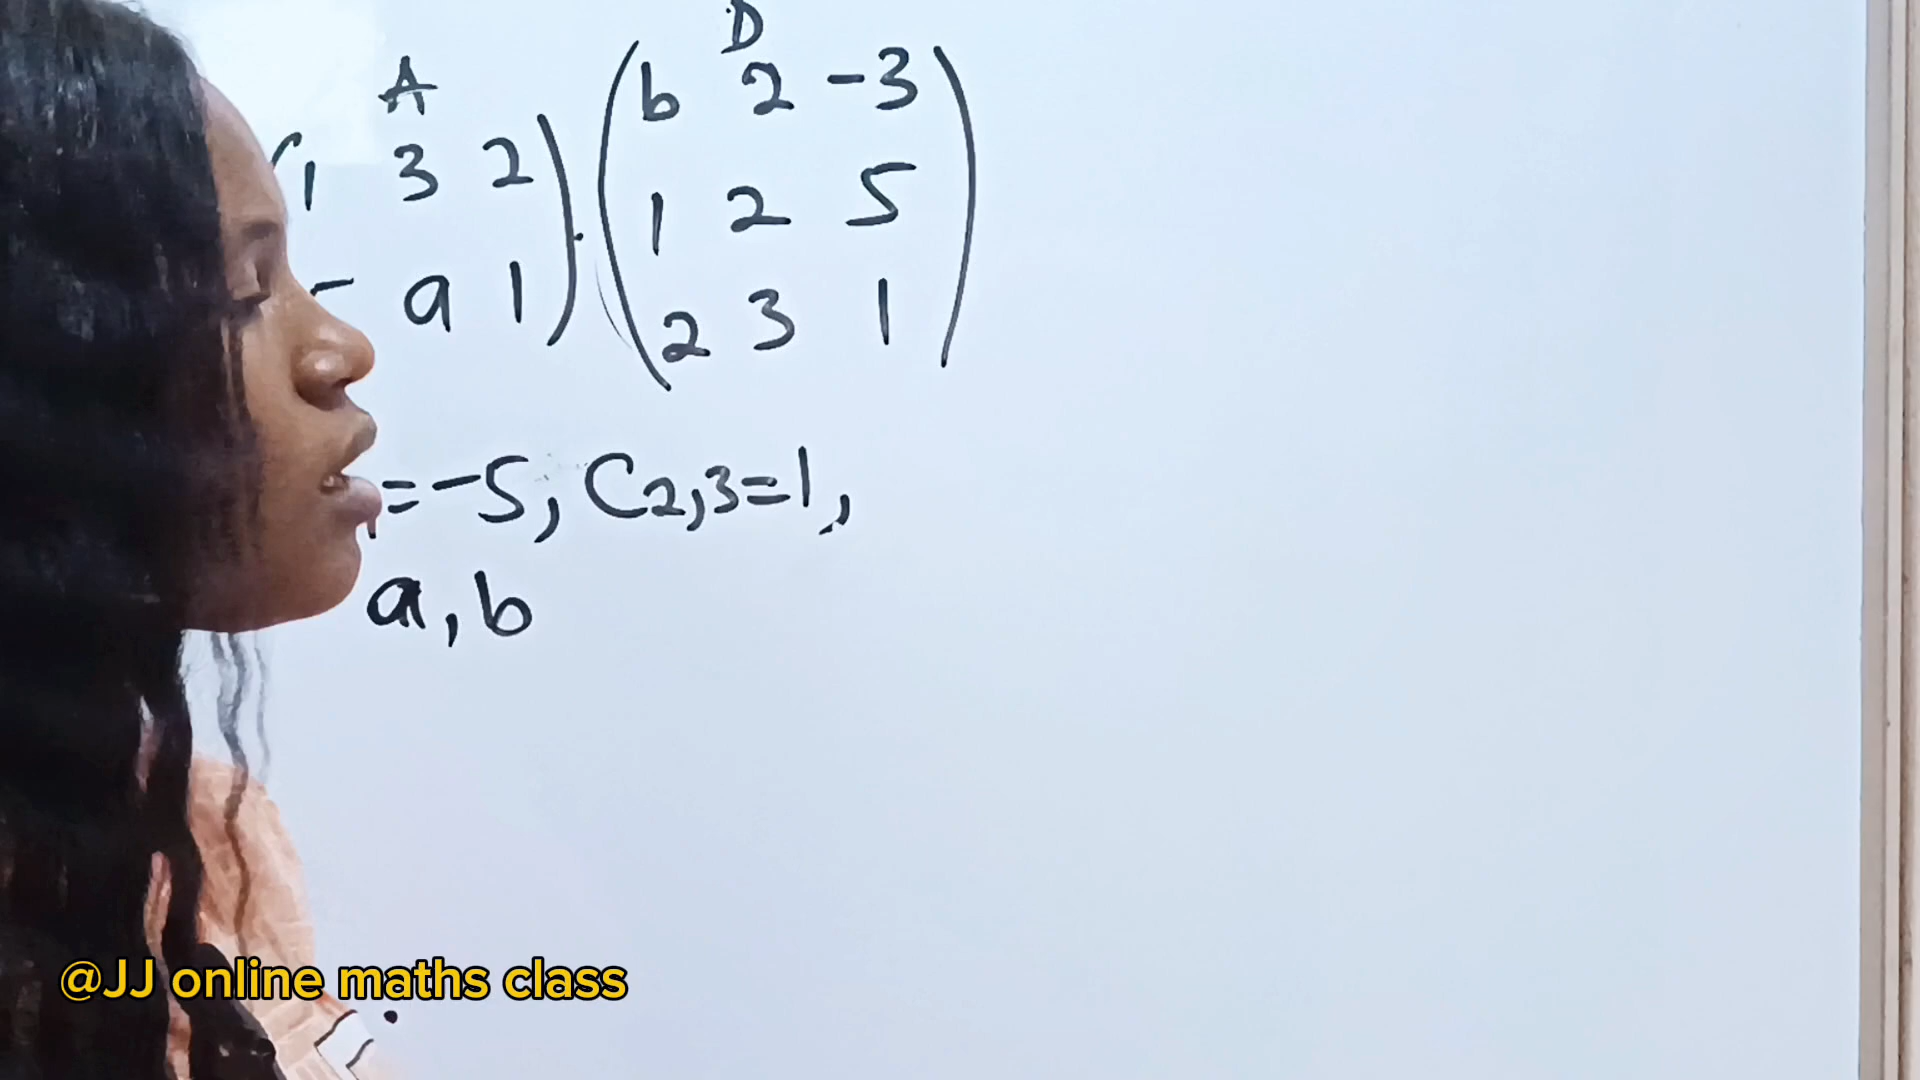 A D
1 3 2 . b 2 -3
1 2 5
a 1
2 3 1
= -5, C2,3=1,
a, b
@JJ online maths class